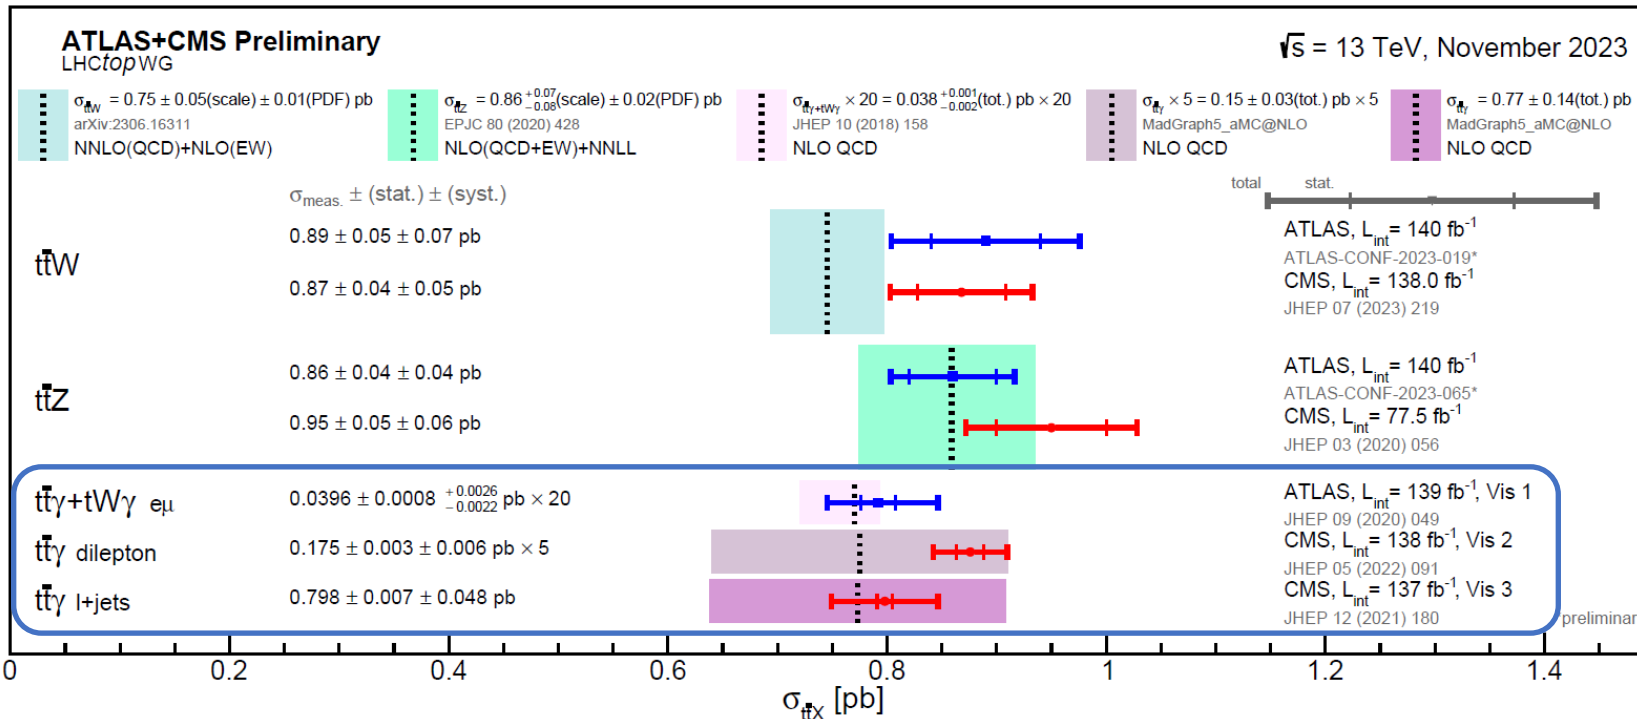 ATLAS+CMS Preliminary
LHCtopWG
√s = 13 TeV, November 2023
σ_tt̄W = 0.75 ± 0.05(scale) ± 0.01(PDF) pb
arXiv:2306.16311
NNLO(QCD)+NLO(EW)
σ_tt̄Z = 0.86 +0.07 −0.08(scale) ± 0.02(PDF) pb
EPJC 80 (2020) 428
NLO(QCD+EW)+NNLL
σ_tt̄γ+tWγ × 20 = 0.038 +0.001 −0.002(tot.) pb × 20
JHEP 10 (2018) 158
NLO QCD
σ_tt̄γ × 5 = 0.15 ± 0.03(tot.) pb × 5
MadGraph5_aMC@NLO
NLO QCD
σ_tt̄γ = 0.77 ± 0.14(tot.) pb
MadGraph5_aMC@NLO
NLO QCD
σmeas. ± (stat.) ± (syst.)
total stat.
tt̄W
0.89 ± 0.05 ± 0.07 pb
ATLAS, Lint= 140 fb⁻¹
ATLAS-CONF-2023-019*
0.87 ± 0.04 ± 0.05 pb
CMS, Lint= 138.0 fb⁻¹
JHEP 07 (2023) 219
tt̄Z
0.86 ± 0.04 ± 0.04 pb
ATLAS, Lint= 140 fb⁻¹
ATLAS-CONF-2023-065*
0.95 ± 0.05 ± 0.06 pb
CMS, Lint= 77.5 fb⁻¹
JHEP 03 (2020) 056
tt̄γ+tWγ eμ
0.0396 ± 0.0008 +0.0026 −0.0022 pb × 20
ATLAS, Lint= 139 fb⁻¹, Vis 1
JHEP 09 (2020) 049
tt̄γ dilepton
0.175 ± 0.003 ± 0.006 pb × 5
CMS, Lint= 138 fb⁻¹, Vis 2
JHEP 05 (2022) 091
tt̄γ l+jets
0.798 ± 0.007 ± 0.048 pb
CMS, Lint= 137 fb⁻¹, Vis 3
JHEP 12 (2021) 180
0 0.2 0.4 0.6 0.8 1 1.2 1.4
σ_tt̄X [pb]